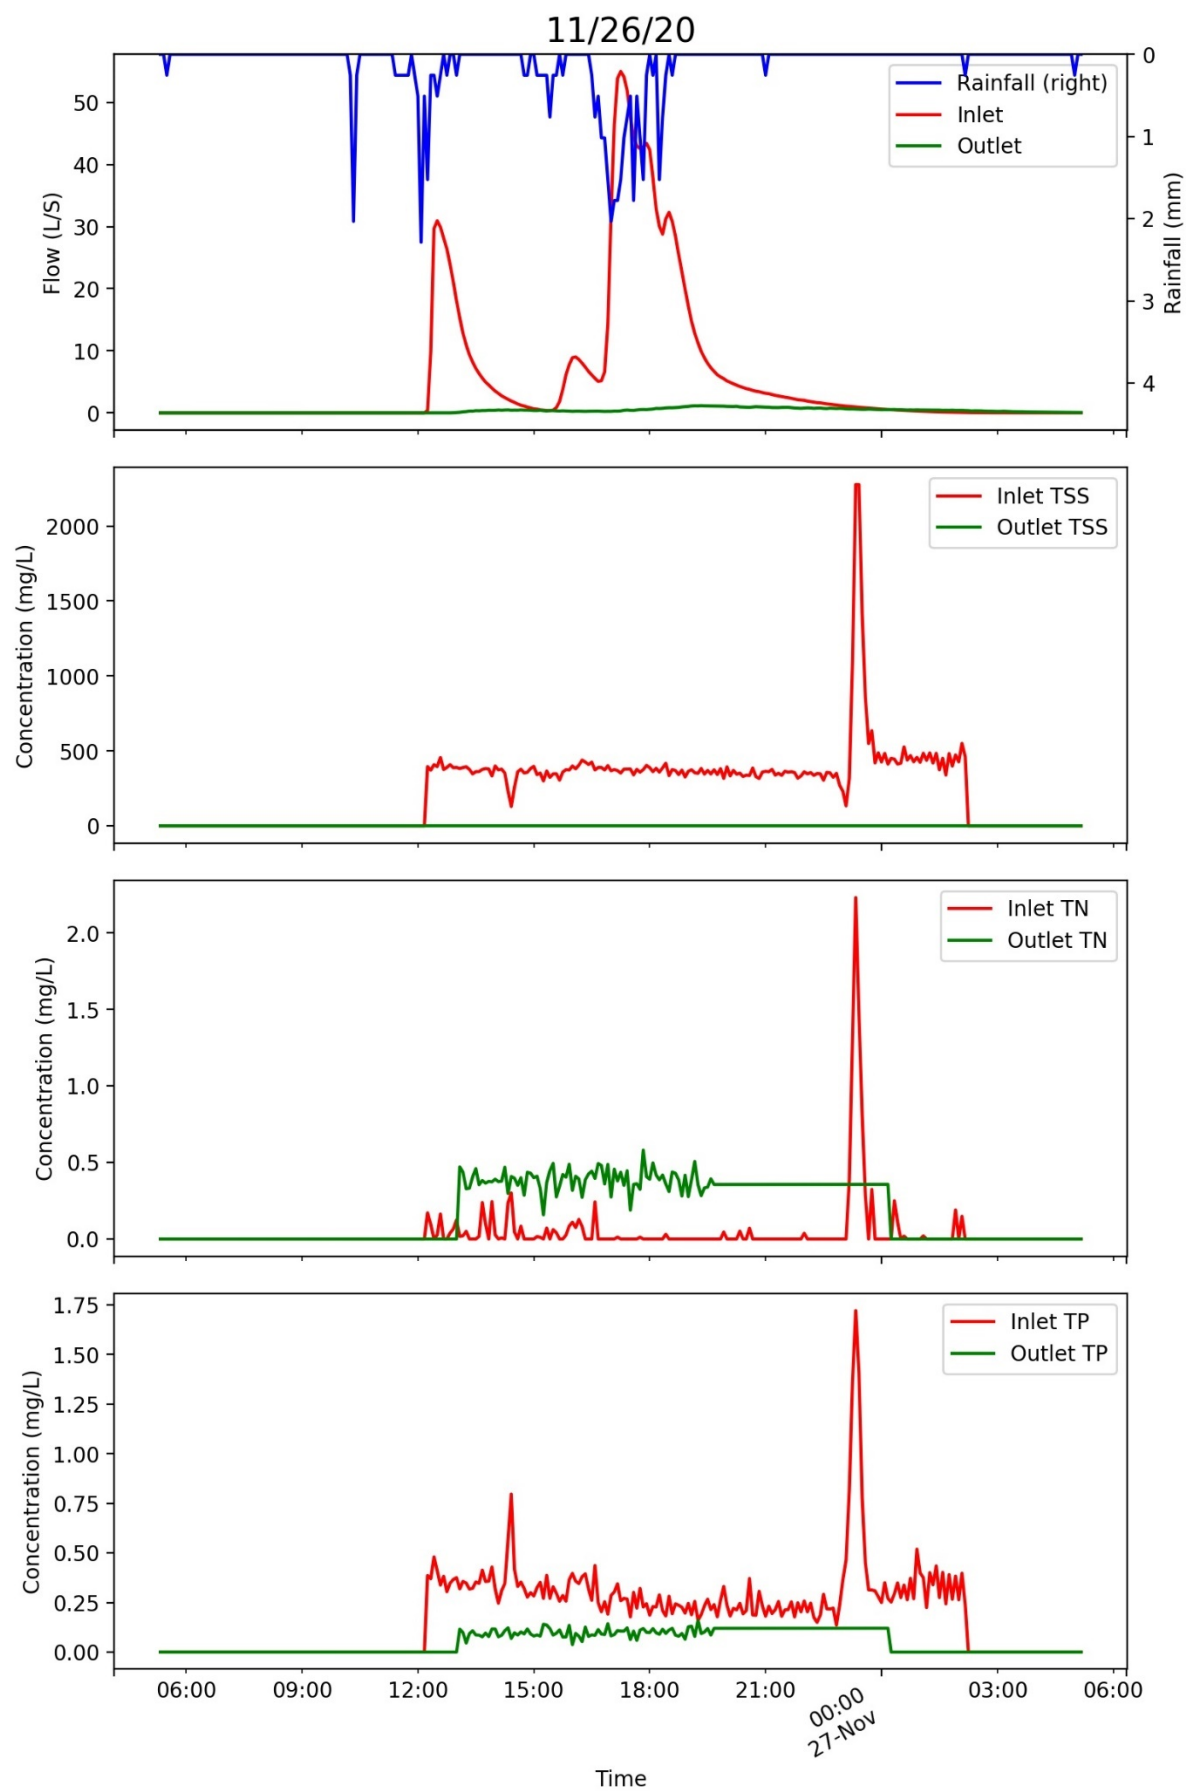 11/26/20
Flow (L/S)
50
40
30
20
10
0
Rainfall (right)
Inlet
Outlet
0
1
2
3
4
Rainfall (mm)
Concentration (mg/L)
2000
1500
1000
500
0
Inlet TSS
Outlet TSS
Concentration (mg/L)
2.0
1.5
1.0
0.5
0.0
Inlet TN
Outlet TN
Concentration (mg/L)
1.75
1.50
1.25
1.00
0.75
0.50
0.25
0.00
Inlet TP
Outlet TP
06:00
09:00
12:00
15:00
18:00
21:00
00:00
27-Nov
03:00
06:00
Time